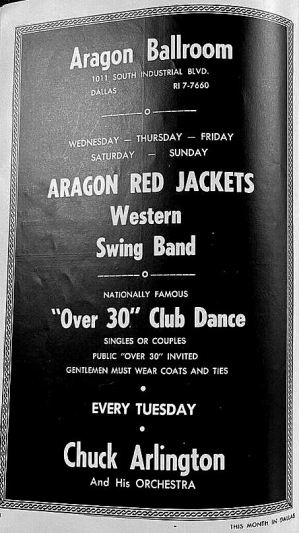 Aragon Ballroom
1011 SOUTH INDUSTRIAL BLVD.
DALLAS RI 7-7660
WEDNESDAY — THURSDAY — FRIDAY
SATURDAY — SUNDAY
ARAGON RED JACKETS
Western
Swing Band
NATIONALLY FAMOUS
"Over 30" Club Dance
SINGLES OR COUPLES
PUBLIC "OVER 30" INVITED
GENTLEMEN MUST WEAR COATS AND TIES
EVERY TUESDAY
Chuck Arlington
And His ORCHESTRA
THIS MONTH IN DALLAS